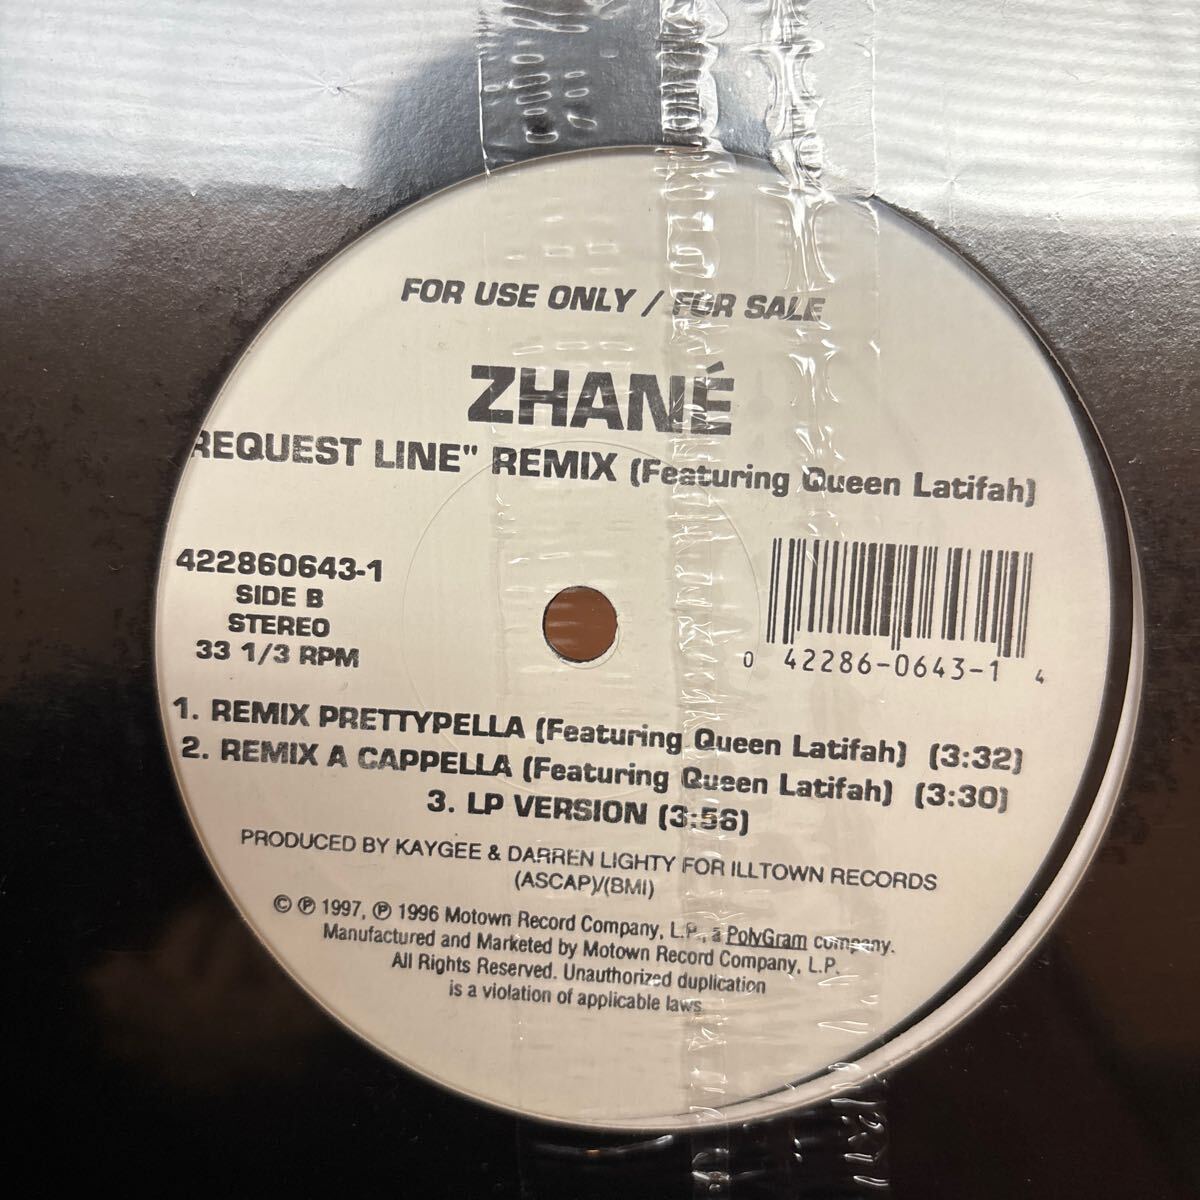 FOR USE ONLY / FOR SALE
ZHANÉ
REQUEST LINE" REMIX (Featuring Queen Latifah)
422860643-1
SIDE B
STEREO
33 1/3 RPM
0 42286-0643-1 4
1. REMIX PRETTYPELLA (Featuring Queen Latifah) (3:32)
2. REMIX A CAPPELLA (Featuring Queen Latifah) (3:30)
3. LP VERSION (3:56)
PRODUCED BY KAYGEE & DARREN LIGHTY FOR ILLTOWN RECORDS
(ASCAP)/(BMI)
© ℗ 1997, ℗ 1996 Motown Record Company, L.P., a PolyGram company.
Manufactured and Marketed by Motown Record Company, L.P.
All Rights Reserved. Unauthorized duplication
is a violation of applicable laws.